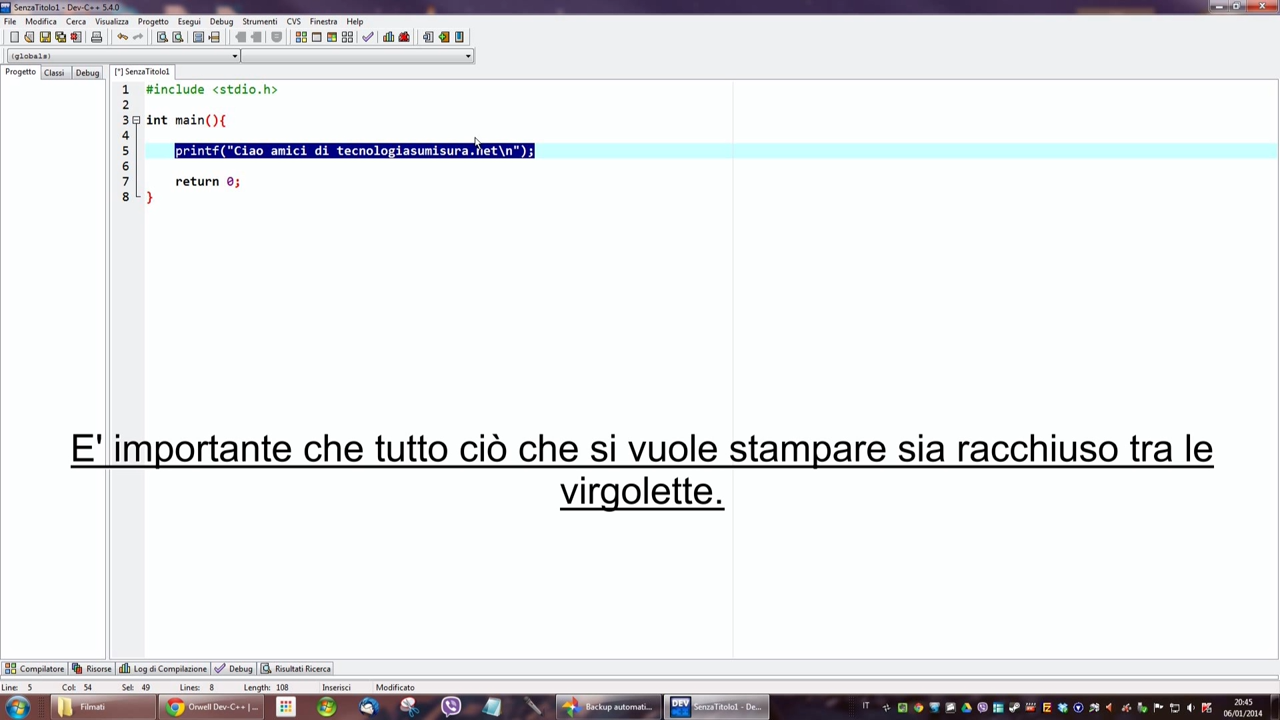 SenzaTitolo1 - Dev-C++ 5.4.0
File Modifica Cerca Visualizza Progetto Esegui Debug Strumenti CVS Finestra Help
(globals)
Progetto Classi Debug [*] SenzaTitolo1
1 #include <stdio.h>
2
3 int main(){
4
5 printf("Ciao amici di tecnologiasumisura.net\n");
6
7 return 0;
8 }
E' importante che tutto ciò che si vuole stampare sia racchiuso tra le
virgolette.
Compilatore Risorse Log di Compilazione Debug Risultati Ricerca
Line: 5 Col: 54 Sel: 49 Lines: 8 Length: 108 Inserisci Modificato
Filmati Orwell Dev-C++ | ... Backup automati... DEV SenzaTitolo1 - De... IT 20:45
06/01/2014